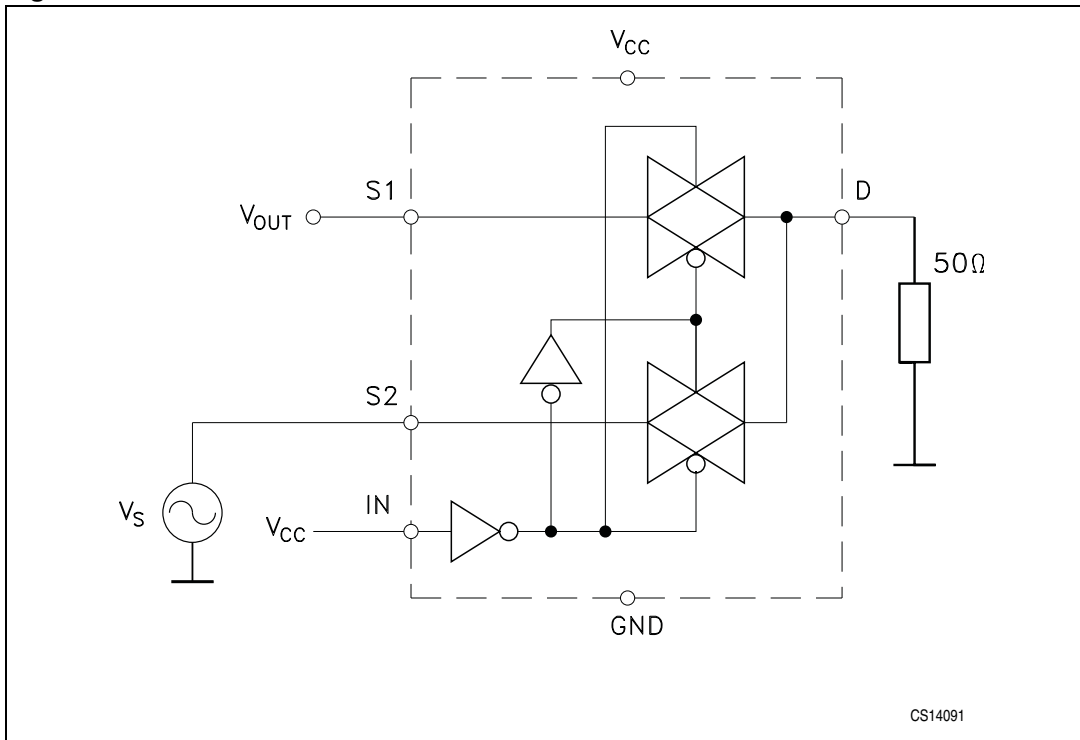 V_CC
S1
D
V_OUT
50Ω
S2
IN
V_S
V_CC
GND
CS14091